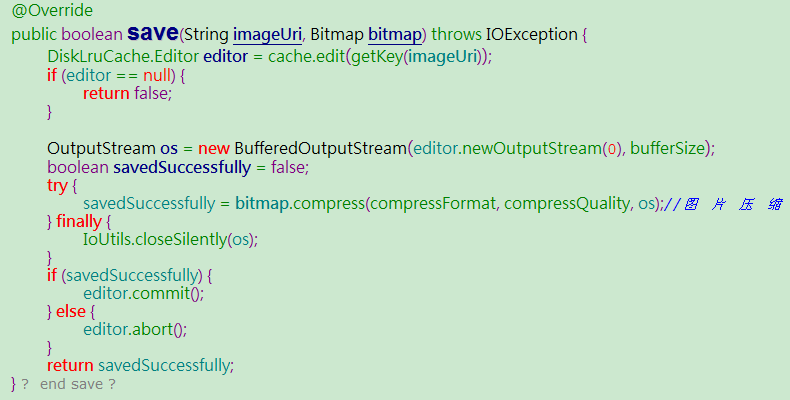 @Override
public boolean save(String imageUri, Bitmap bitmap) throws IOException {
DiskLruCache.Editor editor = cache.edit(getKey(imageUri));
if (editor == null) {
return false;
}
OutputStream os = new BufferedOutputStream(editor.newOutputStream(0), bufferSize);
boolean savedSuccessfully = false;
try {
savedSuccessfully = bitmap.compress(compressFormat, compressQuality, os);//图 片 压 缩
} finally {
IoUtils.closeSilently(os);
}
if (savedSuccessfully) {
editor.commit();
} else {
editor.abort();
}
return savedSuccessfully;
} ? end save ?